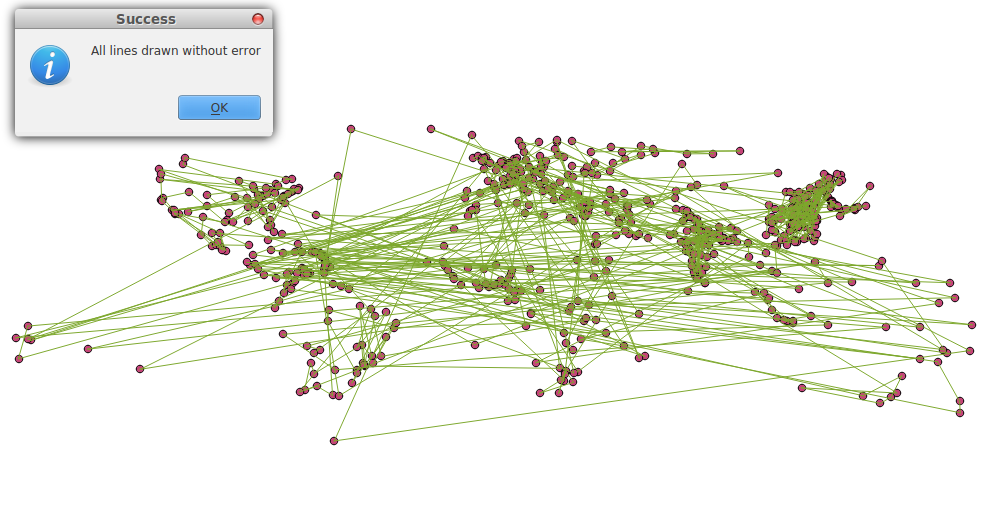 Success
All lines drawn without error
OK